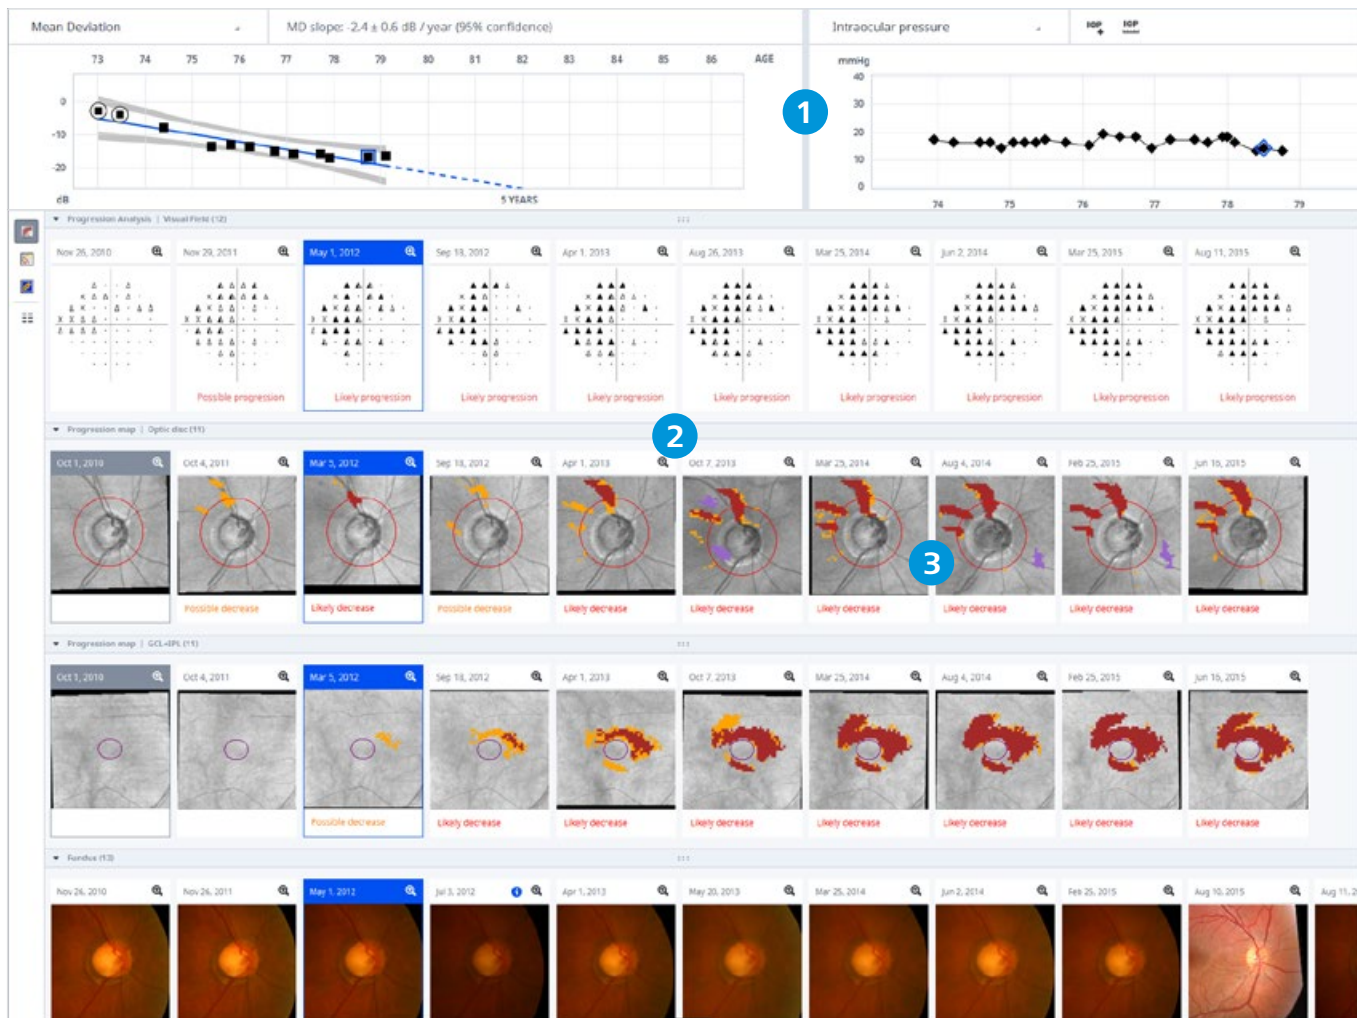 Mean Deviation
MD slope: -2.4 ± 0.6 dB / year (95% confidence)
Intraocular pressure
IOP
+
IOP
73 74 75 76 77 78 79 80 81 82 83 84 85 86 AGE
mmHg
40
30
20
10
0
0
-10
-20
1
dB
5 YEARS
74 75 76 77 78 79
Progression Analysis | Visual Field (12)
Nov 26, 2010 Nov 29, 2011 May 1, 2012 Sep 18, 2012 Apr 1, 2013 Aug 26, 2013 Mar 25, 2014 Jun 2, 2014 Mar 25, 2015 Aug 11, 2015
Possible progression Likely progression Likely progression Likely progression Likely progression Likely progression Likely progression Likely progression Likely progression
Progression map | Optic disc (11)
2
Oct 1, 2010 Oct 4, 2011 Mar 5, 2012 Sep 18, 2012 Apr 1, 2013 Oct 7, 2013 Mar 25, 2014 Aug 4, 2014 Feb 25, 2015 Jun 16, 2015
3
Possible decrease Likely decrease Possible decrease Likely decrease Likely decrease Likely decrease Likely decrease Likely decrease Likely decrease
Progression map | GCL+IPL (11)
Oct 1, 2010 Oct 4, 2011 Mar 5, 2012 Sep 18, 2012 Apr 1, 2013 Oct 7, 2013 Mar 25, 2014 Aug 4, 2014 Feb 25, 2015 Jun 16, 2015
Possible decrease Likely decrease Likely decrease Likely decrease Likely decrease Likely decrease Likely decrease Likely decrease
Fundus (13)
Nov 26, 2010 Nov 26, 2011 May 1, 2012 Jul 3, 2012 Apr 1, 2013 May 20, 2013 Mar 25, 2014 Jun 2, 2014 Feb 25, 2015 Aug 10, 2015 Aug 11, 2